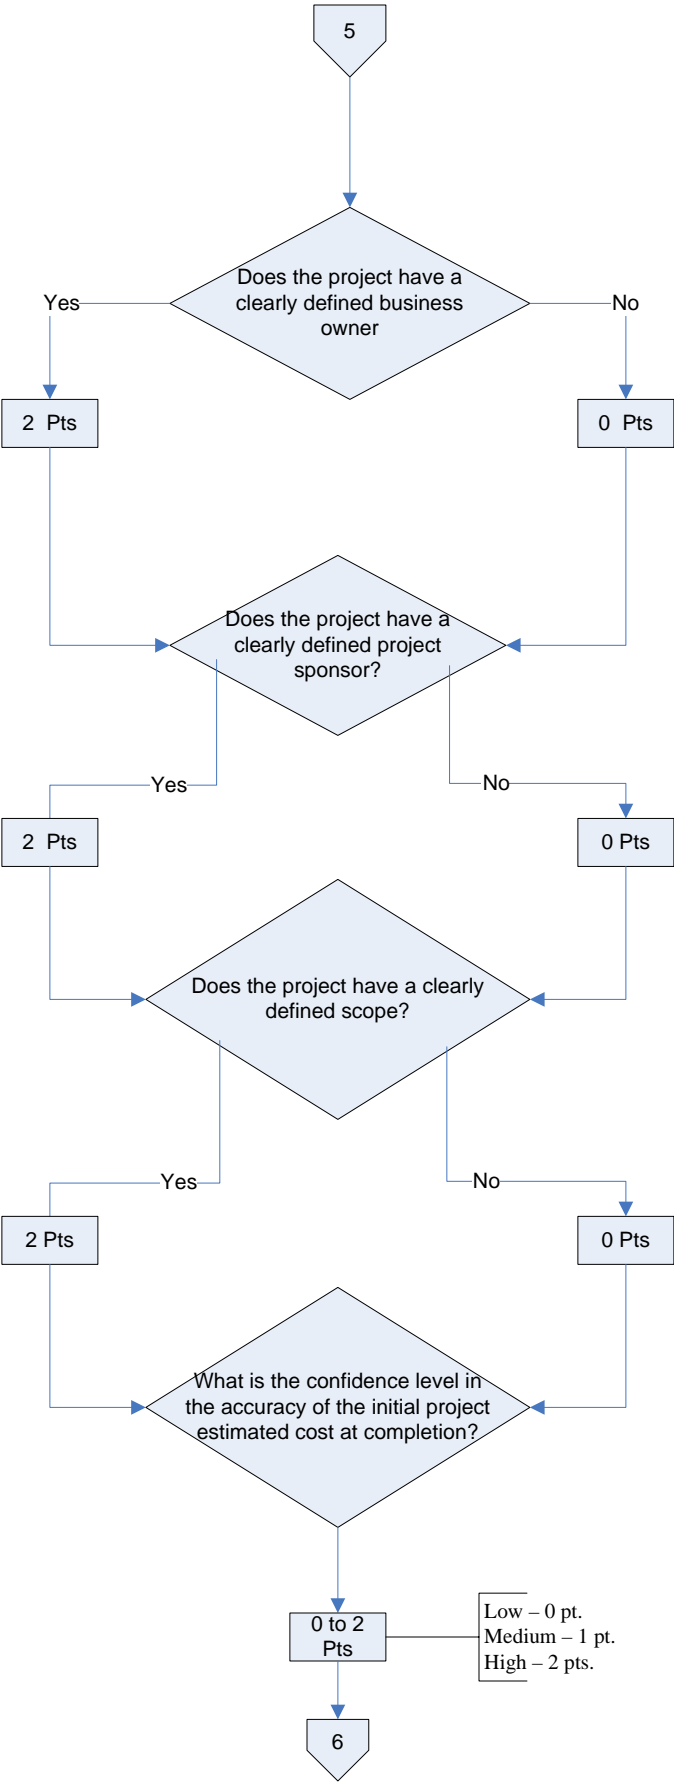 5
Does the project have a
clearly defined business
owner
Yes
No
2 Pts
0 Pts
Does the project have a
clearly defined project
sponsor?
Yes
No
2 Pts
0 Pts
Does the project have a clearly
defined scope?
Yes
No
2 Pts
0 Pts
What is the confidence level in
the accuracy of the initial project
estimated cost at completion?
0 to 2
Pts
Low – 0 pt.
Medium – 1 pt.
High – 2 pts.
6